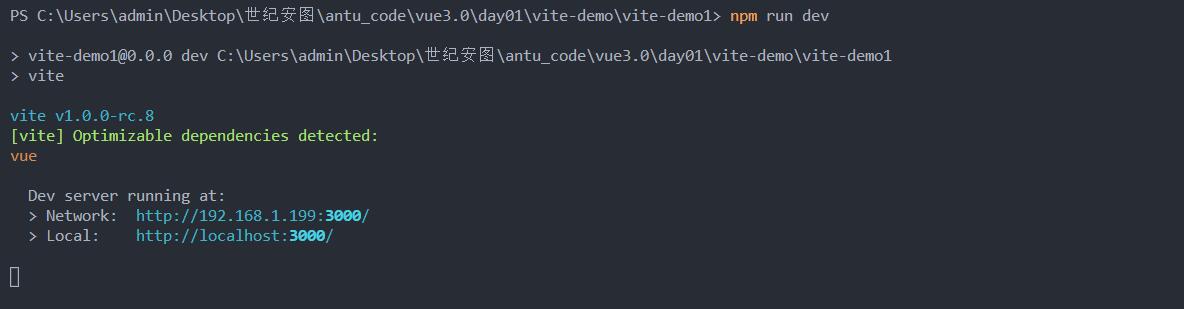 PS C:\Users\admin\Desktop\世纪安图\antu_code\vue3.0\day01\vite-demo\vite-demo1> npm run dev
> vite-demo1@0.0.0 dev C:\Users\admin\Desktop\世纪安图\antu_code\vue3.0\day01\vite-demo\vite-demo1
> vite
vite v1.0.0-rc.8
[vite] Optimizable dependencies detected:
vue
Dev server running at:
> Network:  http://192.168.1.199:3000/
> Local:    http://localhost:3000/